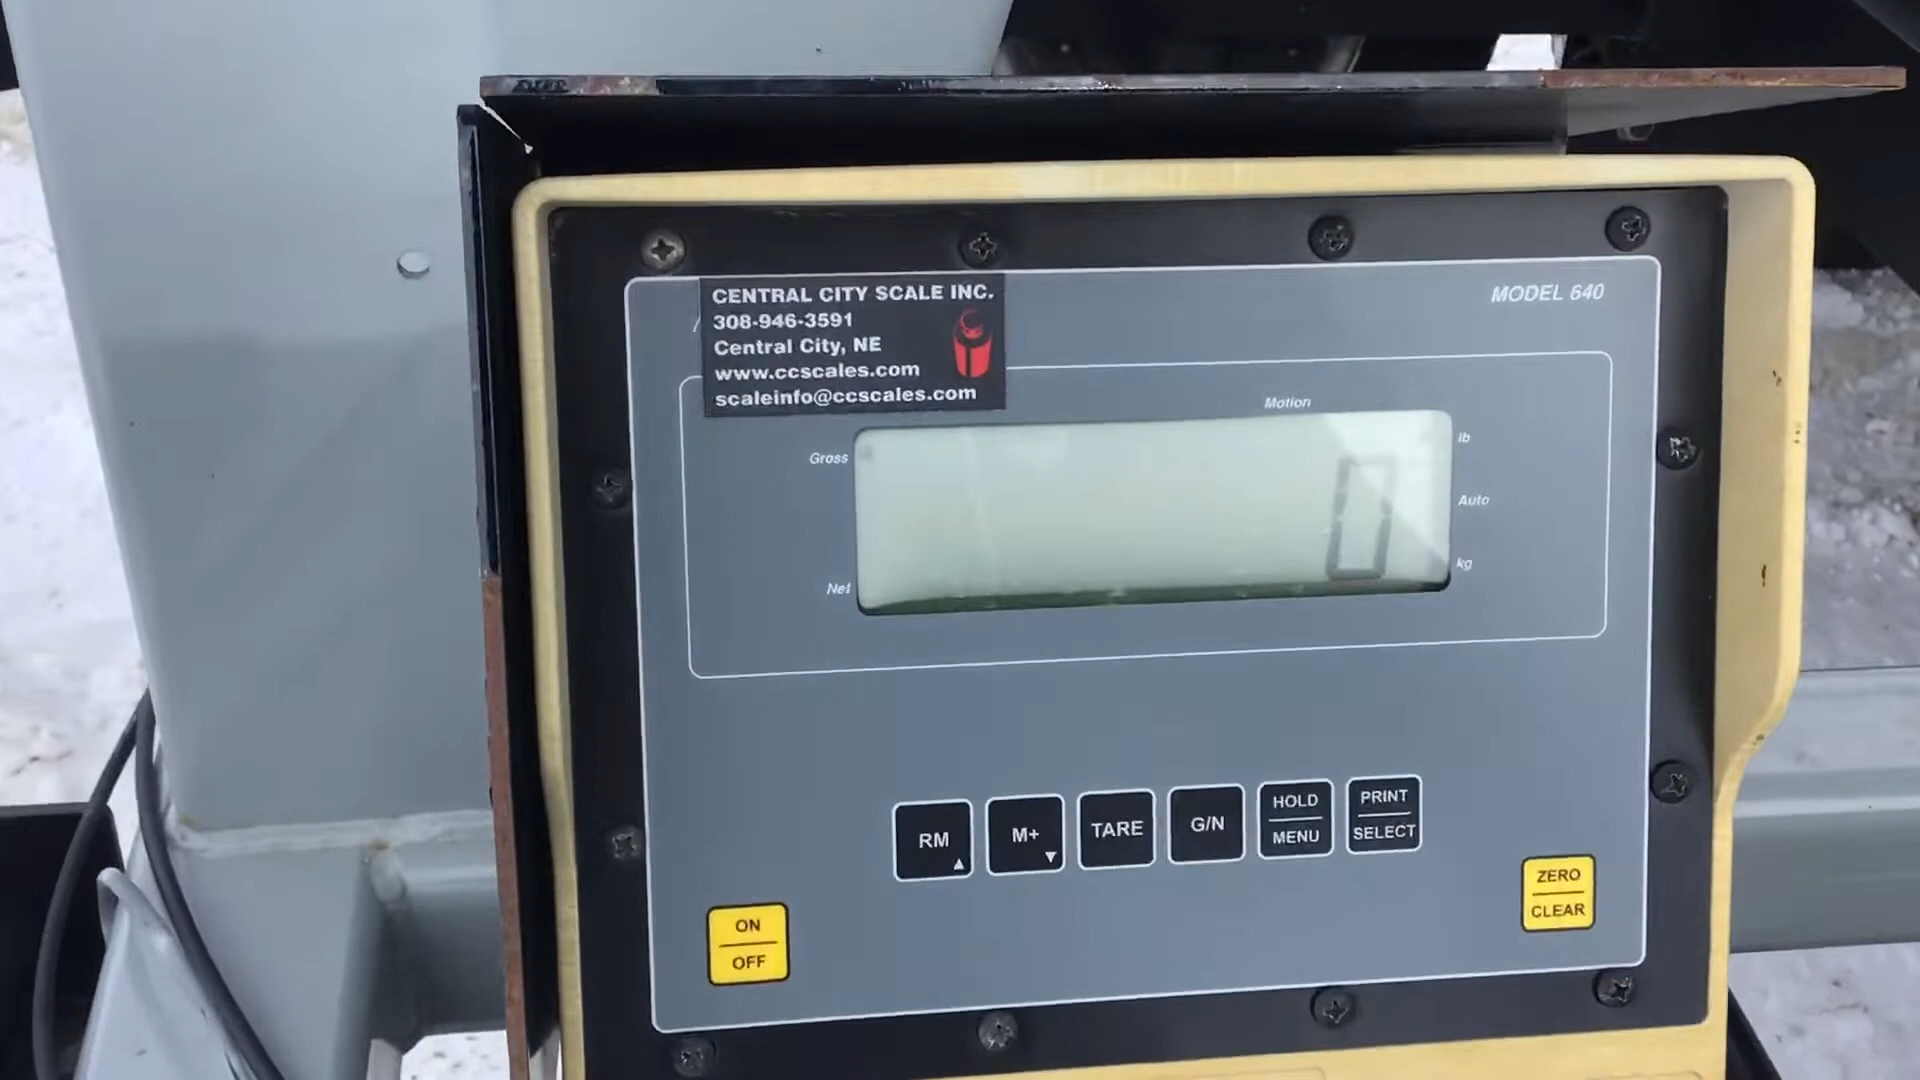 CENTRAL CITY SCALE INC.
308-946-3591
Central City, NE
www.ccscales.com
scaleinfo@ccscales.com
MODEL 640
Motion
Gross
lb
Auto
kg
Net
0
RM
M+
TARE
G/N
HOLD
MENU
PRINT
SELECT
ON
OFF
ZERO
CLEAR